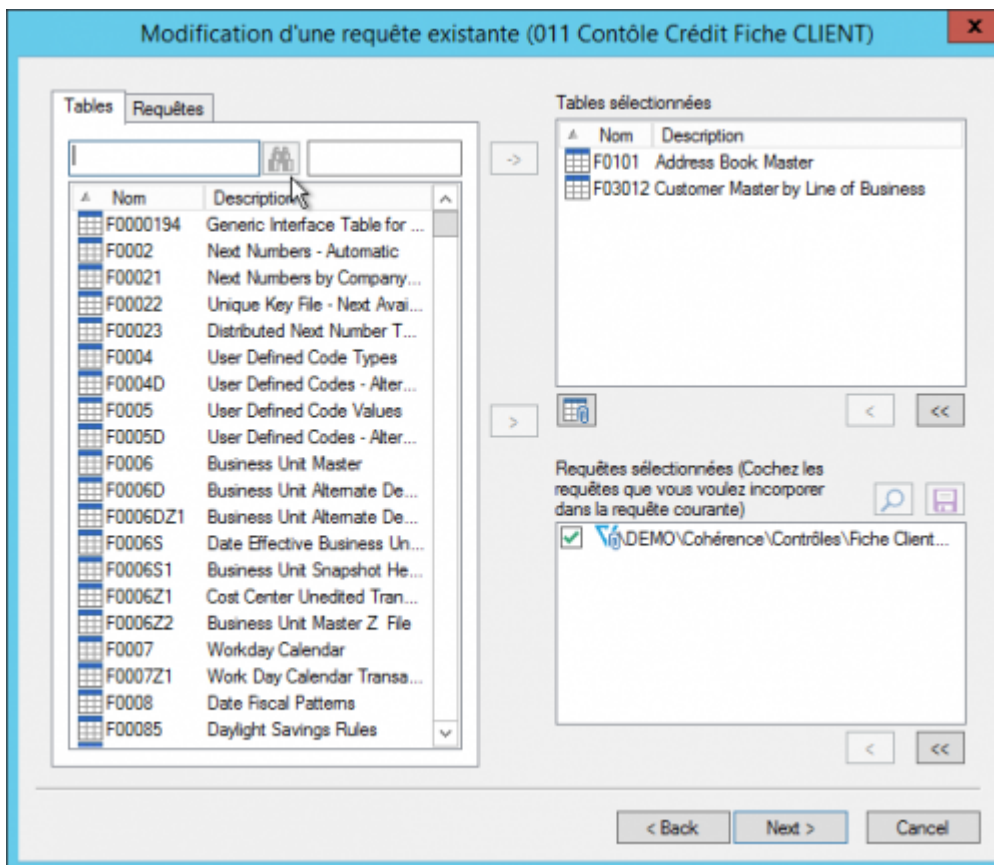 Modification d'une requête existante (011 Contôle Crédit Fiche CLIENT)
x
Tables Requêtes
Nom Description
F0000194 Generic Interface Table for ...
F0002 Next Numbers - Automatic
F00021 Next Numbers by Company...
F00022 Unique Key File - Next Avai...
F00023 Distributed Next Number T...
F0004 User Defined Code Types
F0004D User Defined Codes - Alter...
F0005 User Defined Code Values
F0005D User Defined Codes - Alter...
F0006 Business Unit Master
F0006D Business Unit Alternate De...
F0006DZ1 Business Unit Alternate De...
F0006S Date Effective Business Un...
F0006S1 Business Unit Snapshot He...
F0006Z1 Cost Center Unedited Tran...
F0006Z2 Business Unit Master Z File
F0007 Workday Calendar
F0007Z1 Work Day Calendar Transa...
F0008 Date Fiscal Patterns
F00085 Daylight Savings Rules
->
>
Tables sélectionnées
Nom Description
F0101 Address Book Master
F03012 Customer Master by Line of Business
< <<
Requêtes sélectionnées (Cochez les
requêtes que vous voulez incorporer
dans la requête courante)
\DEMO\Cohérence\Contrôles\Fiche Client...
< <<
< Back Next > Cancel